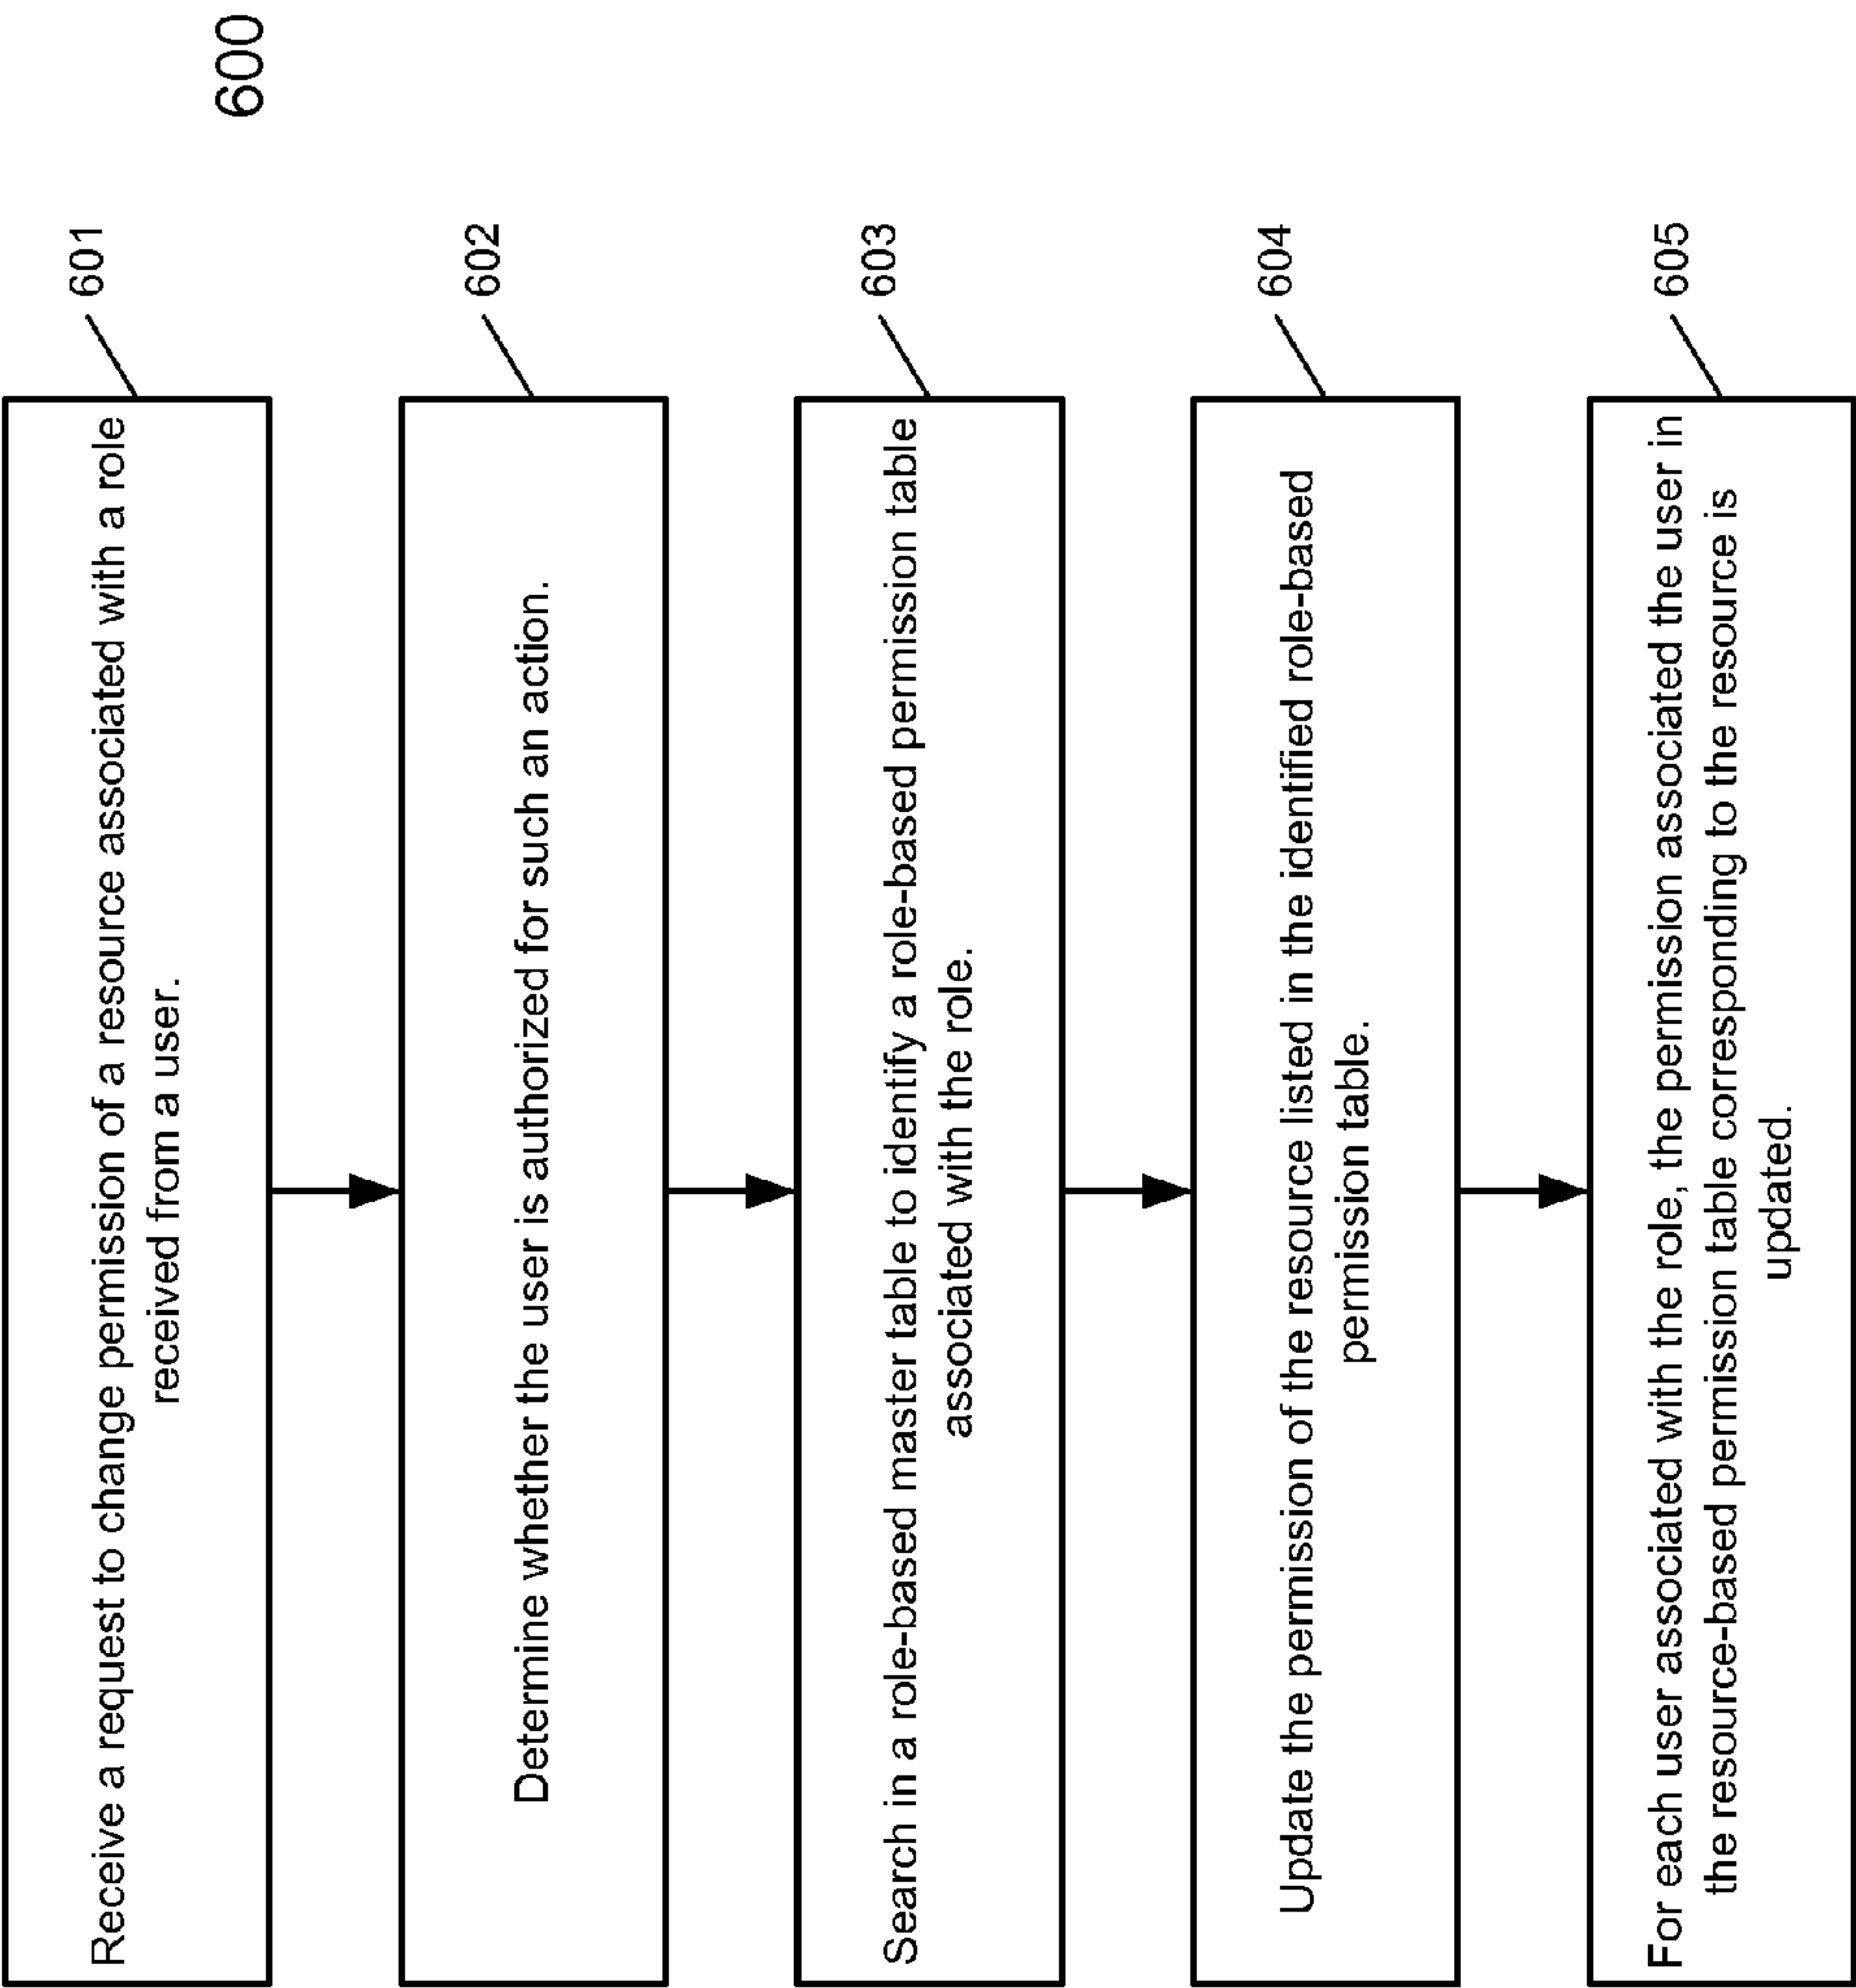 600
601
Receive a request to change permission of a resource associated with a role
received from a user.
602
Determine whether the user is authorized for such an action.
603
Search in a role-based master table to identify a role-based permission table
associated with the role.
604
Update the permission of the resource listed in the identified role-based
permission table.
605
For each user associated with the role, the permission associated the user in
the resource-based permission table corresponding to the resource is
updated.